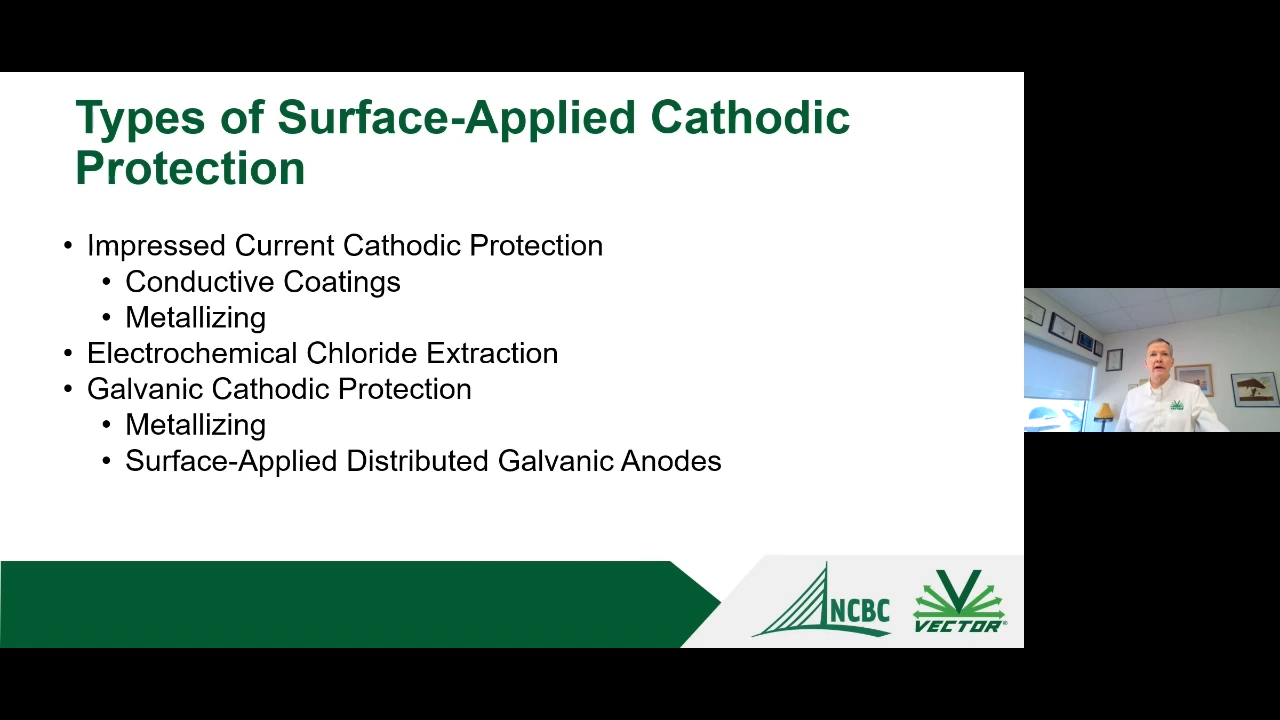 Types of Surface-Applied Cathodic
Protection
• Impressed Current Cathodic Protection
• Conductive Coatings
• Metallizing
• Electrochemical Chloride Extraction
• Galvanic Cathodic Protection
• Metallizing
• Surface-Applied Distributed Galvanic Anodes
NCBC
VECTOR®